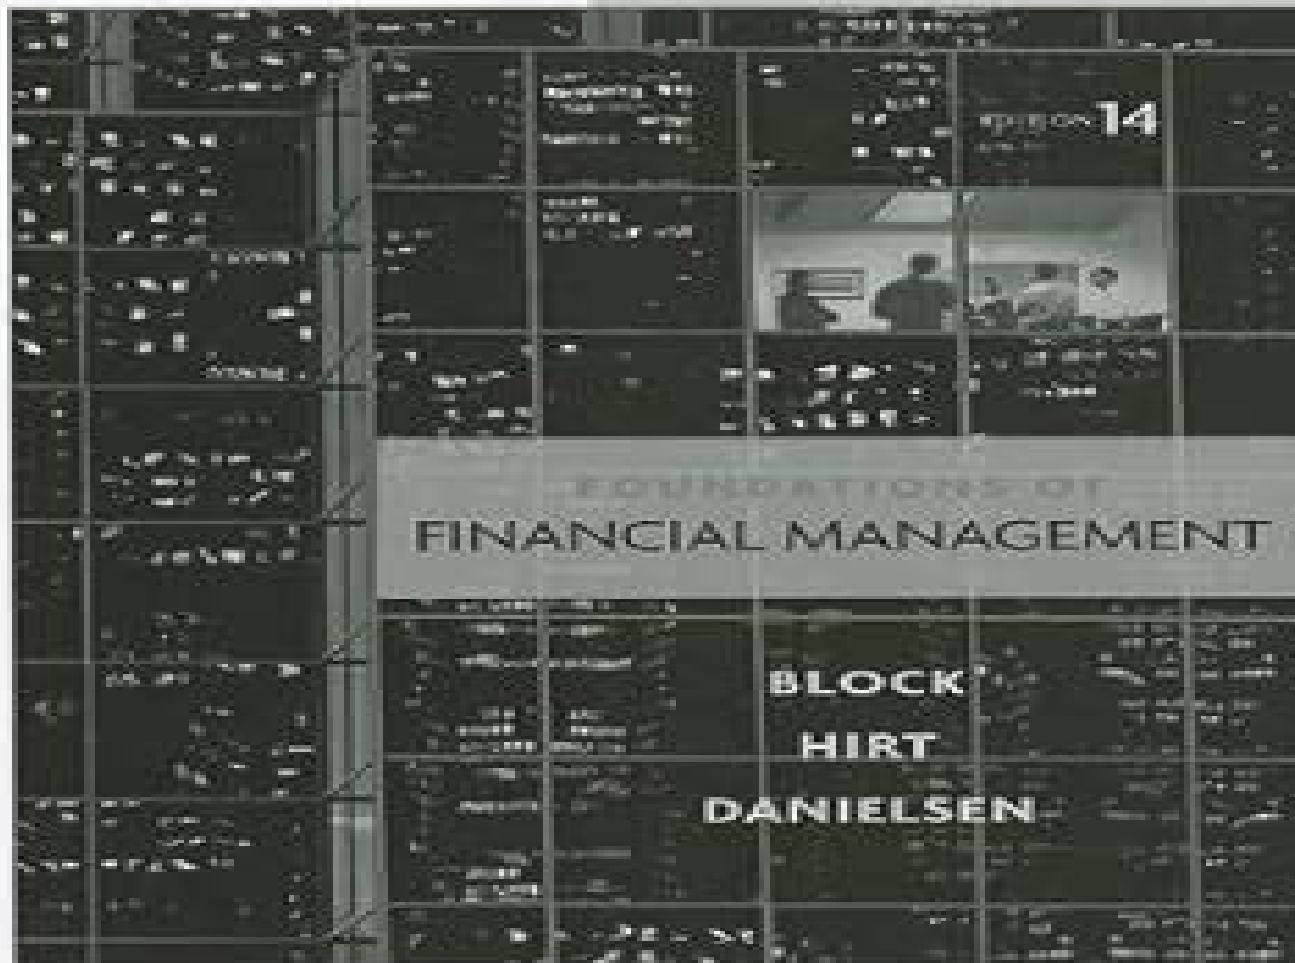 EDITION 14
FOUNDATIONS OF
FINANCIAL MANAGEMENT
BLOCK
HIRT
DANIELSEN